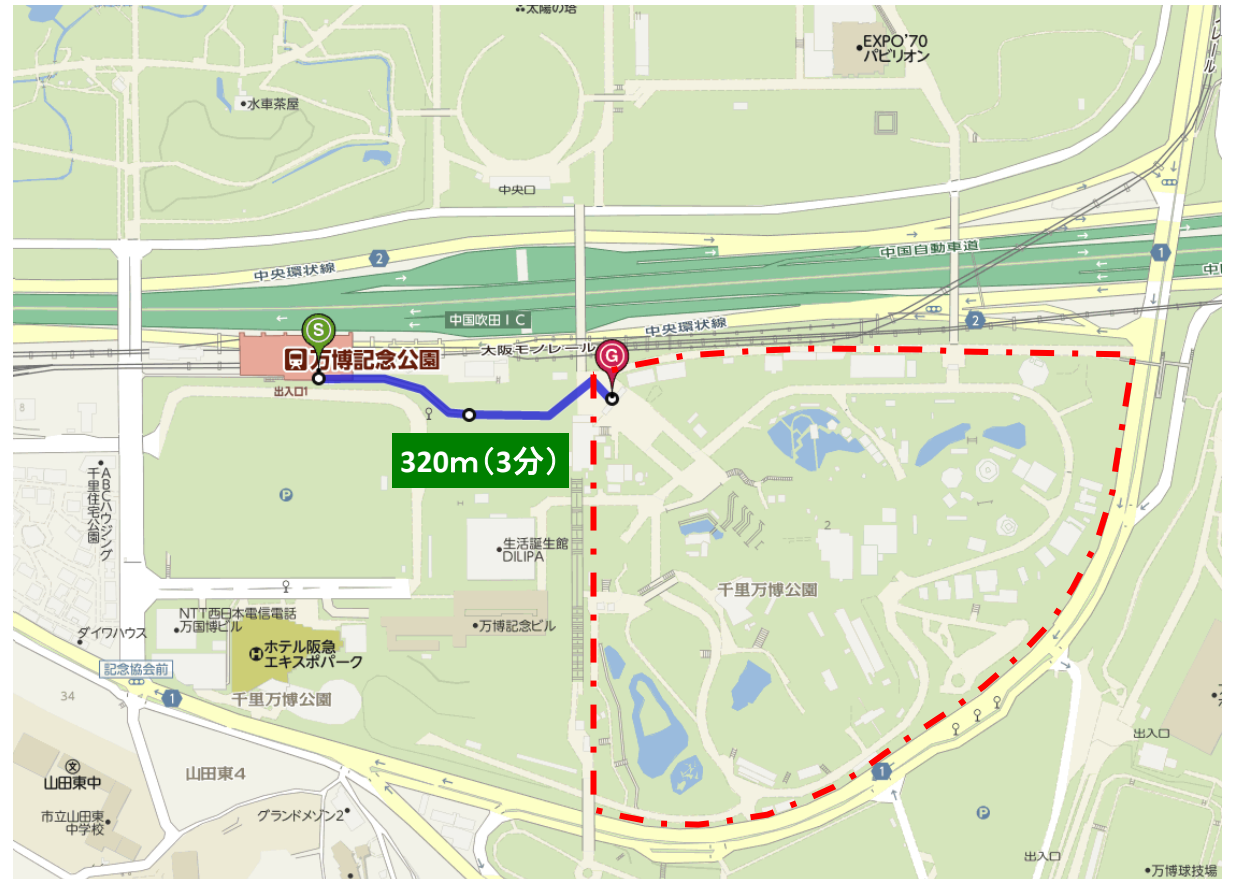 太陽の塔
EXPO'70
パビリオン
レール
水車茶屋
中央口
中国自動車道
1
中央環状線
2
S
中国吹田IC
中央環状線
2
大阪モノレール
G
万博記念公園
出入口1
8
320m(3分)
ABCハウジング
千里住宅公園
P
2
生活誕生館
DILIPA
千里万博公園
NTT西日本電信電話
万国博ビル
万博記念ビル
ダイワハウス
ホテル阪急
エキスポパーク
記念協会前
34
1
千里万博公園
出入口
文
山田東中
山田東4
1
市立山田東
中学校
グランドメゾン2
P
出入口
万博球技場